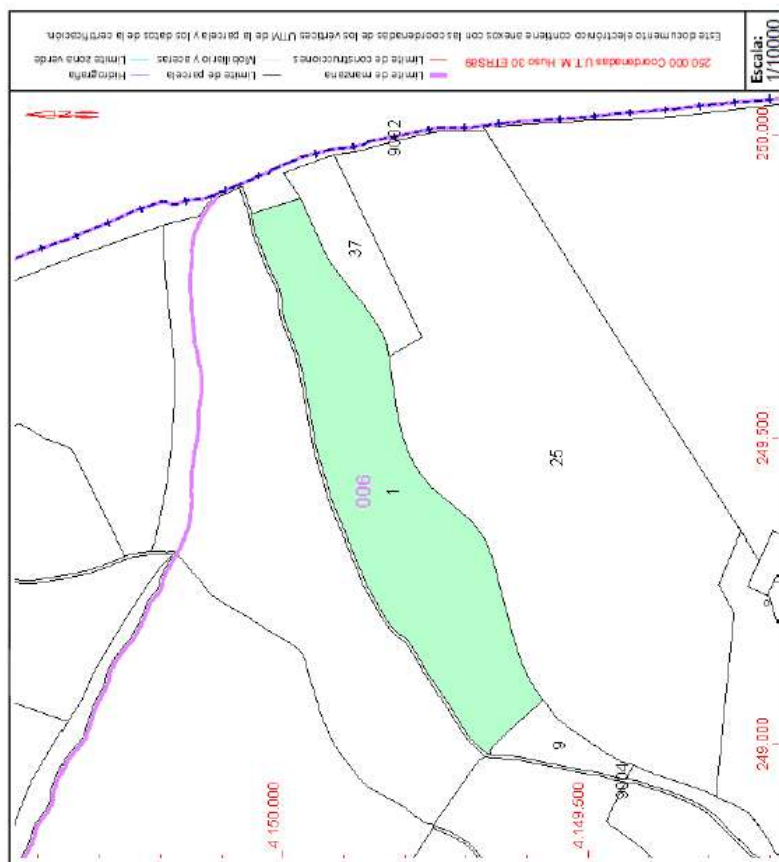 Escala:
1/10000
250.000 Coordenadas U.T.M. Huso 30 ETRS89
Límite de manzana
Límite de parcela
Límite de construcciones
Mobiliario y aceras
Límite zona verde
Hidrografía
Este documento electrónico contiene anexos con las coordenadas de los vértices UTM de la parcela y los datos de la certificación.
9002
37
006
1
25
9
9004
4.150.000
4.149.500
249.000
249.500
250.000